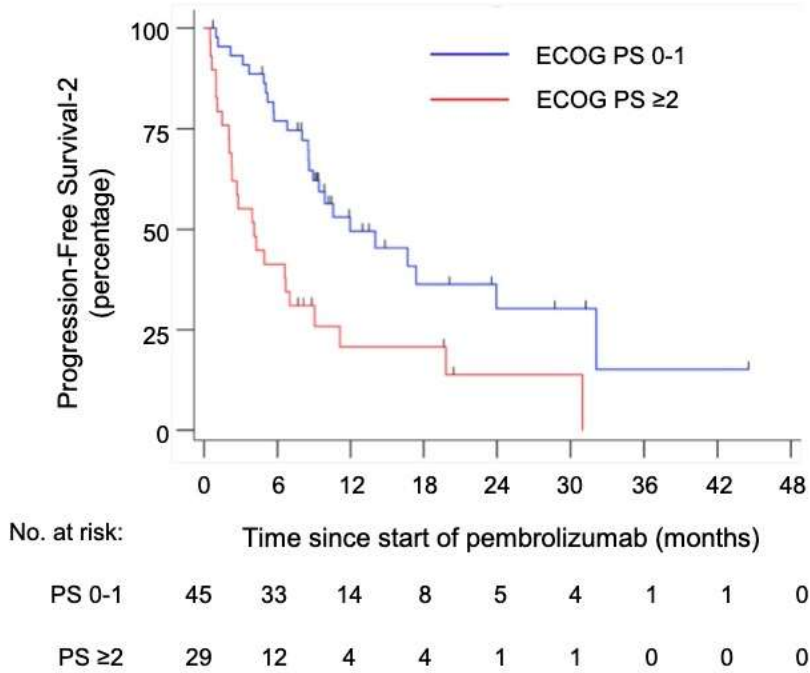 100
75
50
25
0
Progression-Free Survival-2
(percentage)
ECOG PS 0-1
ECOG PS ≥2
0 6 12 18 24 30 36 42 48
No. at risk: Time since start of pembrolizumab (months)
PS 0-1 45 33 14 8 5 4 1 1 0
PS ≥2 29 12 4 4 1 1 0 0 0